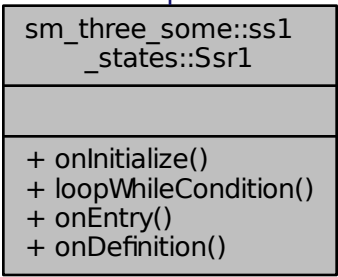 sm_three_some::ss1
_states::Ssr1
+ onInitialize()
+ loopWhileCondition()
+ onEntry()
+ onDefinition()